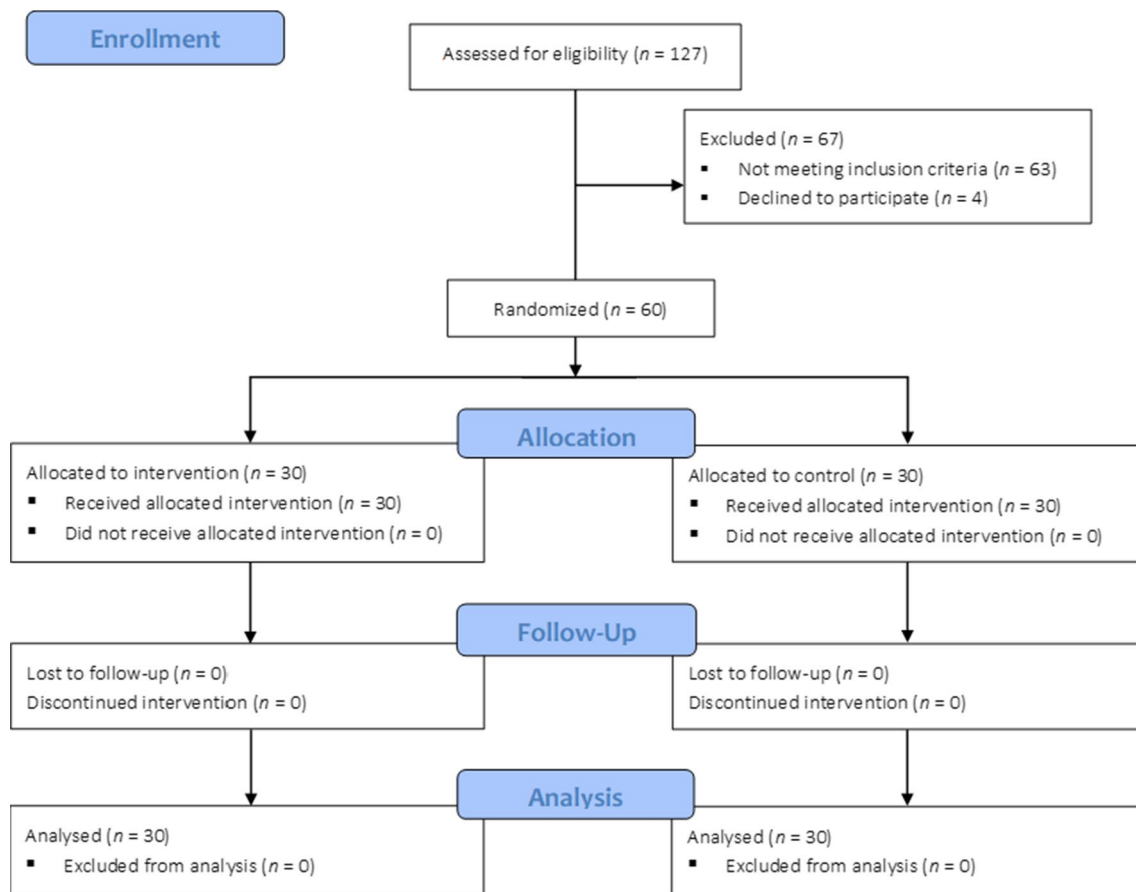 Enrollment
Assessed for eligibility (n = 127)
Excluded (n = 67)
▪ Not meeting inclusion criteria (n = 63)
▪ Declined to participate (n = 4)
Randomized (n = 60)
Allocation
Allocated to intervention (n = 30)
▪ Received allocated intervention (n = 30)
▪ Did not receive allocated intervention (n = 0)
Allocated to control (n = 30)
▪ Received allocated intervention (n = 30)
▪ Did not receive allocated intervention (n = 0)
Follow-Up
Lost to follow-up (n = 0)
Discontinued intervention (n = 0)
Lost to follow-up (n = 0)
Discontinued intervention (n = 0)
Analysis
Analysed (n = 30)
▪ Excluded from analysis (n = 0)
Analysed (n = 30)
▪ Excluded from analysis (n = 0)